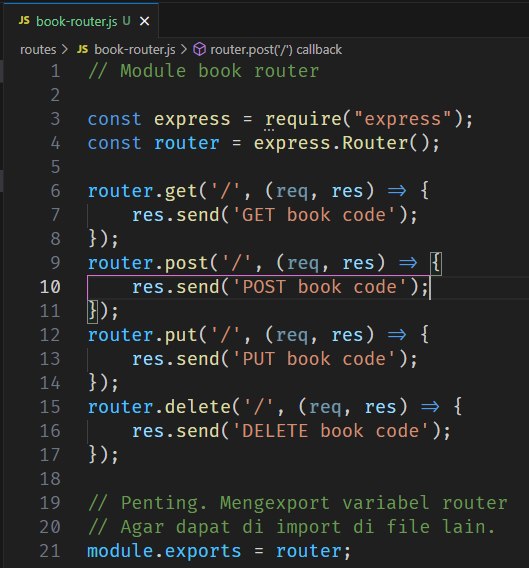 JS book-router.js U ×
routes > JS book-router.js > router.post('/') callback
1 // Module book router
2
3 const express = require("express");
4 const router = express.Router();
5
6 router.get('/', (req, res) => {
7 res.send('GET book code');
8 });
9 router.post('/', (req, res) => {
10 res.send('POST book code');
11 });
12 router.put('/', (req, res) => {
13 res.send('PUT book code');
14 });
15 router.delete('/', (req, res) => {
16 res.send('DELETE book code');
17 });
18
19 // Penting. Mengexport variabel router
20 // Agar dapat di import di file lain.
21 module.exports = router;